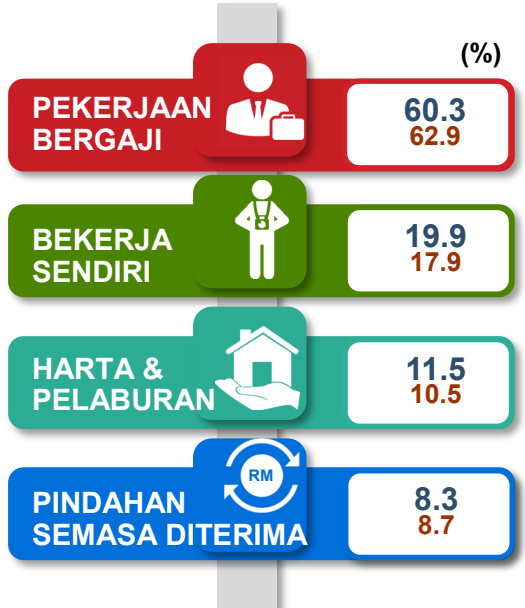 (%)
PEKERJAAN
BERGAJI
60.3
62.9
BEKERJA
SENDIRI
19.9
17.9
HARTA &
PELABURAN
11.5
10.5
RM
PINDAHAN
SEMASA DITERIMA
8.3
8.7